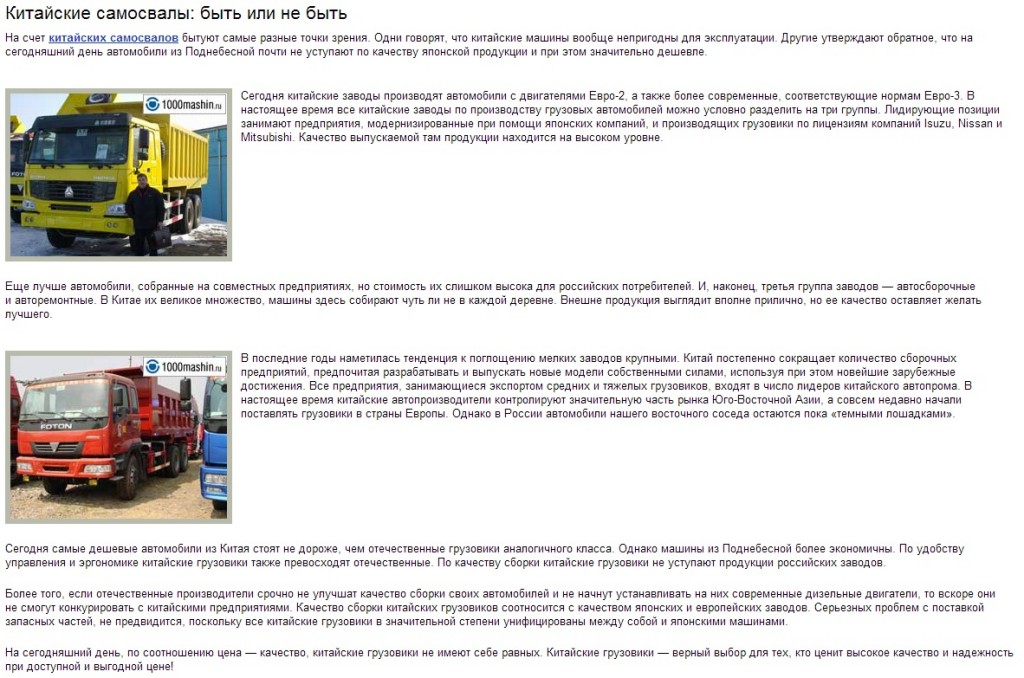 Китайские самосвалы: быть или не быть
На счет китайских самосвалов бытуют самые разные точки зрения. Одни говорят, что китайские машины вообще непригодны для эксплуатации. Другие утверждают обратное, что на
сегодняшний день автомобили из Поднебесной почти не уступают по качеству японской продукции и при этом значительно дешевле.
1000mashin.ru
Сегодня китайские заводы производят автомобили с двигателями Евро-2, а также более современные, соответствующие нормам Евро-3. В
настоящее время все китайские заводы по производству грузовых автомобилей можно условно разделить на три группы. Лидирующие позиции
занимают предприятия, модернизированные при помощи японских компаний, и производящих грузовики по лицензиям компаний Isuzu, Nissan и
Mitsubishi. Качество выпускаемой там продукции находится на высоком уровне.
Еще лучше автомобили, собранные на совместных предприятиях, но стоимость их слишком высока для российских потребителей. И, наконец, третья группа заводов — автосборочные
и авторемонтные. В Китае их великое множество, машины здесь собирают чуть ли не в каждой деревне. Внешне продукция выглядит вполне прилично, но ее качество оставляет желать
лучшего.
1000mashin.ru
FOTON
В последние годы наметилась тенденция к поглощению мелких заводов крупными. Китай постепенно сокращает количество сборочных
предприятий, предпочитая разрабатывать и выпускать новые модели собственными силами, используя при этом новейшие зарубежные
достижения. Все предприятия, занимающиеся экспортом средних и тяжелых грузовиков, входят в число лидеров китайского автопрома. В
настоящее время китайские автопроизводители контролируют значительную часть рынка Юго-Восточной Азии, а совсем недавно начали
поставлять грузовики в страны Европы. Однако в России автомобили нашего восточного соседа остаются пока «темными лошадками».
Сегодня самые дешевые автомобили из Китая стоят не дороже, чем отечественные грузовики аналогичного класса. Однако машины из Поднебесной более экономичны. По удобству
управления и эргономике китайские грузовики также превосходят отечественные. По качеству сборки китайские грузовики не уступают продукции российских заводов.
Более того, если отечественные производители срочно не улучшат качество сборки своих автомобилей и не начнут устанавливать на них современные дизельные двигатели, то вскоре они
не смогут конкурировать с китайскими предприятиями. Качество сборки китайских грузовиков соотносится с качеством японских и европейских заводов. Серьезных проблем с поставкой
запасных частей, не предвидится, поскольку все китайские грузовики в значительной степени унифицированы между собой и японскими машинами.
На сегодняшний день, по соотношению цена — качество, китайские грузовики не имеют себе равных. Китайские грузовики — верный выбор для тех, кто ценит высокое качество и надежность
при доступной и выгодной цене!